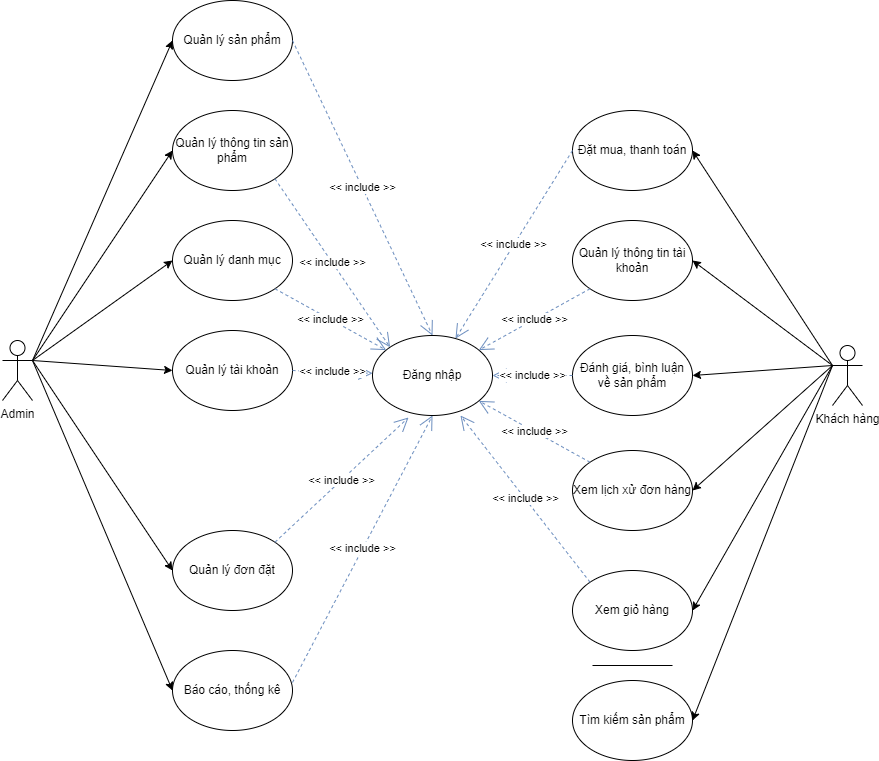 Quản lý sản phẩm
Quản lý thông tin sản
phẩm
Đặt mua, thanh toán
<< include >>
<< include >>
Quản lý danh mục
<< include >>
Quản lý thông tin tài
khoản
<< include >>
<< include >>
Quản lý tài khoản
<< include >>
Đăng nhập
<< include >>
Đánh giá, bình luận
về sản phẩm
Admin
Khách hàng
<< include >>
<< include >>
Xem lịch xử đơn hàng
<< include >>
<< include >>
Quản lý đơn đặt
Xem giỏ hàng
Báo cáo, thống kê
Tìm kiếm sản phẩm